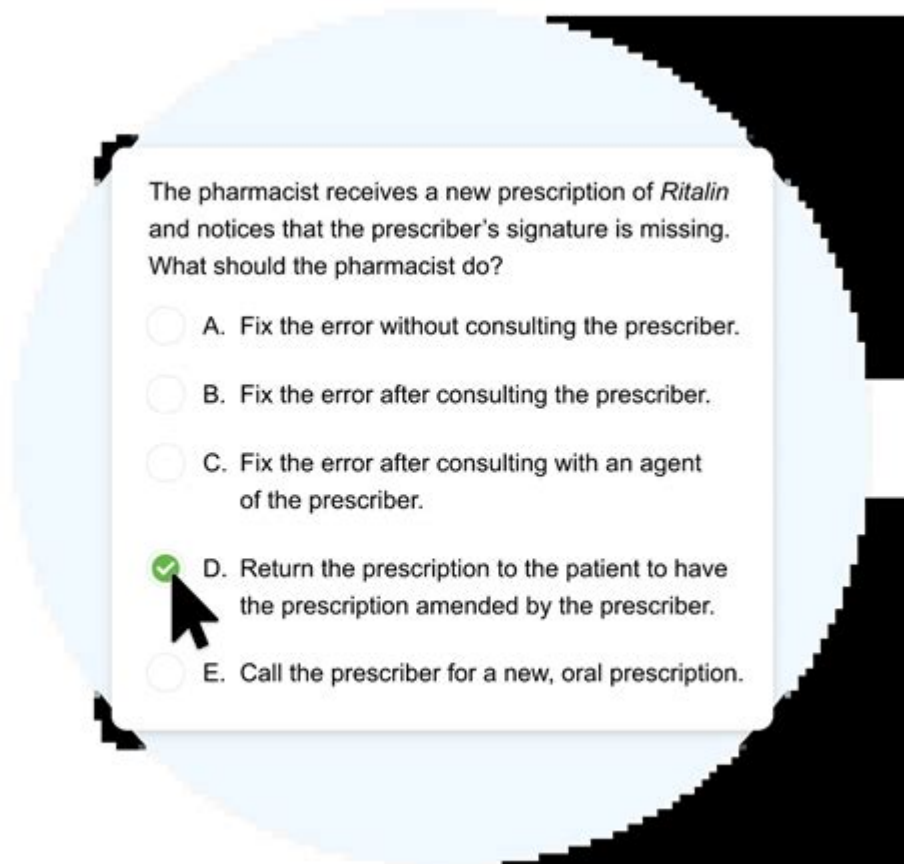 The pharmacist receives a new prescription of Ritalin
and notices that the prescriber's signature is missing.
What should the pharmacist do?
A. Fix the error without consulting the prescriber.
B. Fix the error after consulting the prescriber.
C. Fix the error after consulting with an agent
of the prescriber.
D. Return the prescription to the patient to have
the prescription amended by the prescriber.
E. Call the prescriber for a new, oral prescription.